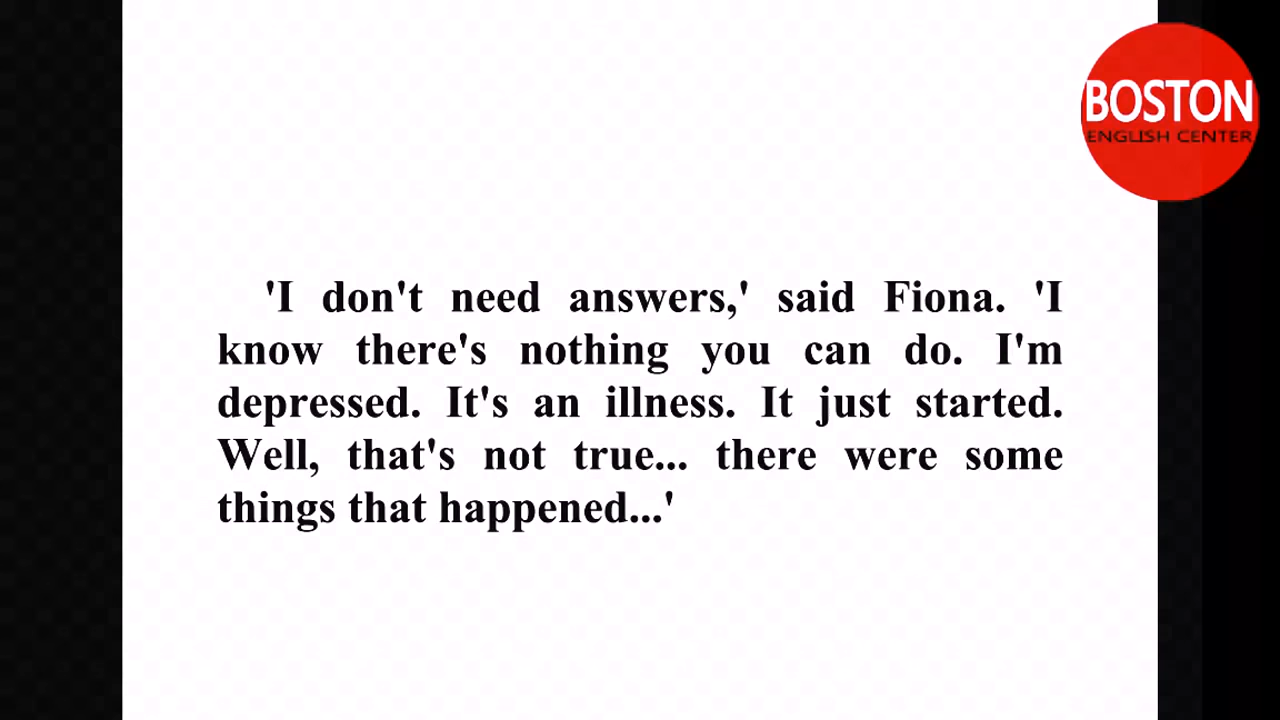 BOSTON
ENGLISH CENTER
'I don't need answers,' said Fiona. 'I
know there's nothing you can do. I'm
depressed. It's an illness. It just started.
Well, that's not true... there were some
things that happened...'